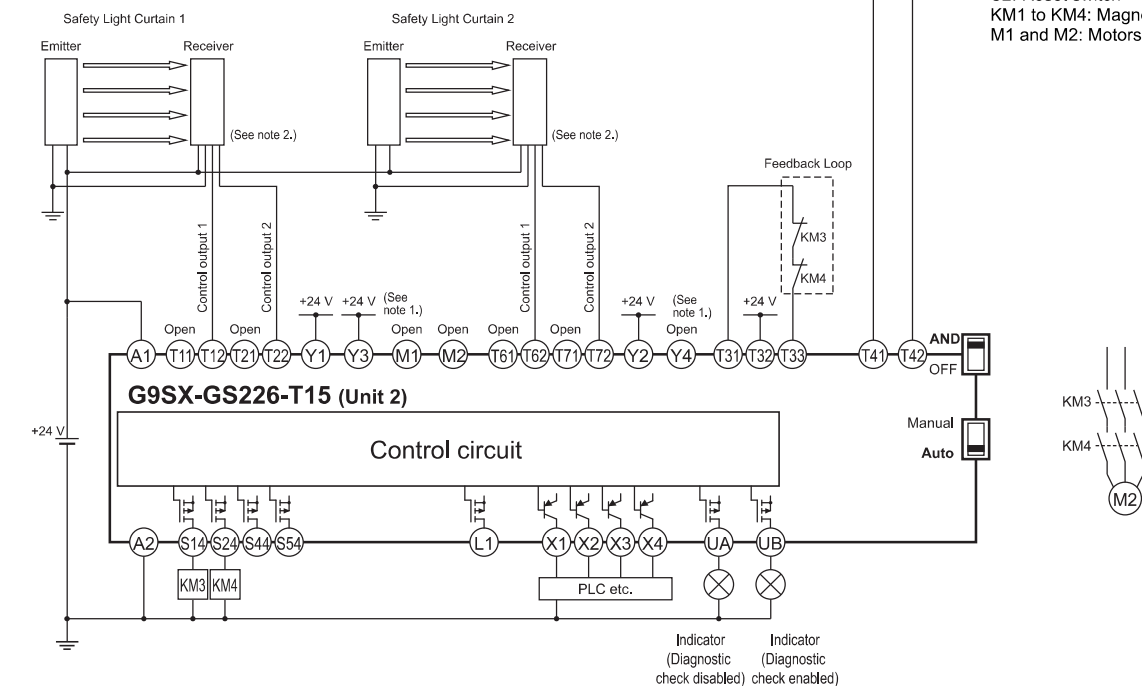 Safety Light Curtain 1
Safety Light Curtain 2
KM1 to KM4:
M1 and M2: Motors
Emitter
Receiver
Emitter
Receiver
(See note 2.)
(See note 2.)
Feedback Loop
KM3
KM4
Control output 1
Control output 2
Control output 1
Control output 2
+24 V
+24 V
(See
note 1.)
+24 V
(See
note 1.)
+24 V
Open
Open
Open
Open
Open
Open
Open
A1
T11
T12
T21
T22
Y1
Y3
M1
M2
T61
T62
T71
T72
Y2
Y4
T31
T32
T33
T41
T42
AND
OFF
G9SX-GS226-T15 (Unit 2)
Manual
Auto
Control circuit
+24 V
KM3
KM4
M2
A2
S14
S24
S44
S54
L1
X1
X2
X3
X4
UA
UB
KM3
KM4
PLC etc.
Indicator
(Diagnostic
check disabled)
Indicator
(Diagnostic
check enabled)